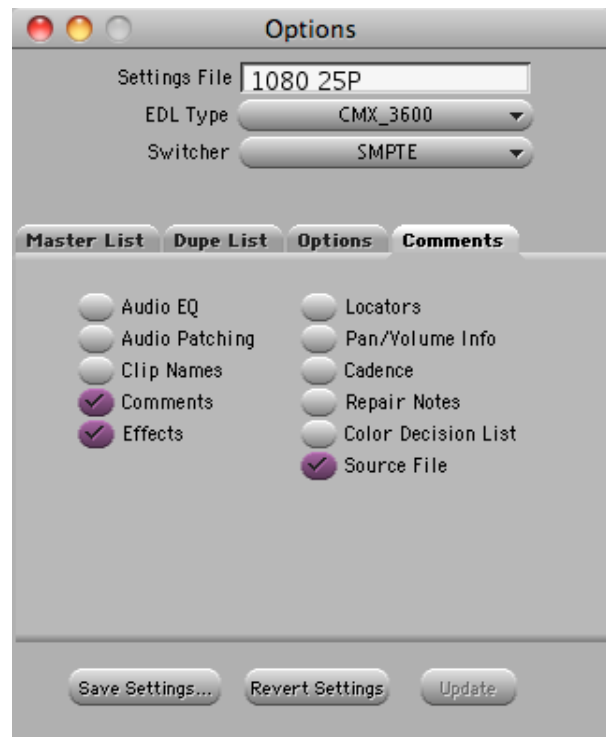 Options
Settings File 1080 25P
EDL Type CMX_3600
Switcher SMPTE
Master List Dupe List Options Comments
Audio EQ
Audio Patching
Clip Names
Comments
Effects
Locators
Pan/Volume Info
Cadence
Repair Notes
Color Decision List
Source File
Save Settings... Revert Settings Update